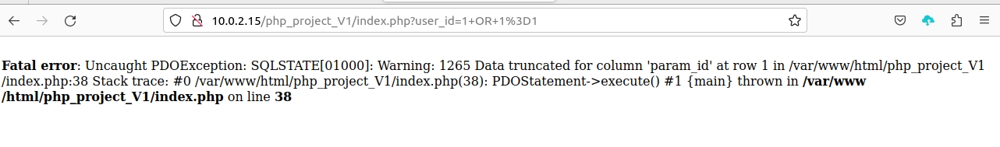 10.0.2.15/php_project_V1/index.php?user_id=1+OR+1%3D1
Fatal error: Uncaught PDOException: SQLSTATE[01000]: Warning: 1265 Data truncated for column 'param_id' at row 1 in /var/www/html/php_project_V1
/index.php:38 Stack trace: #0 /var/www/html/php_project_V1/index.php(38): PDOStatement->execute() #1 {main} thrown in /var/www
/html/php_project_V1/index.php on line 38